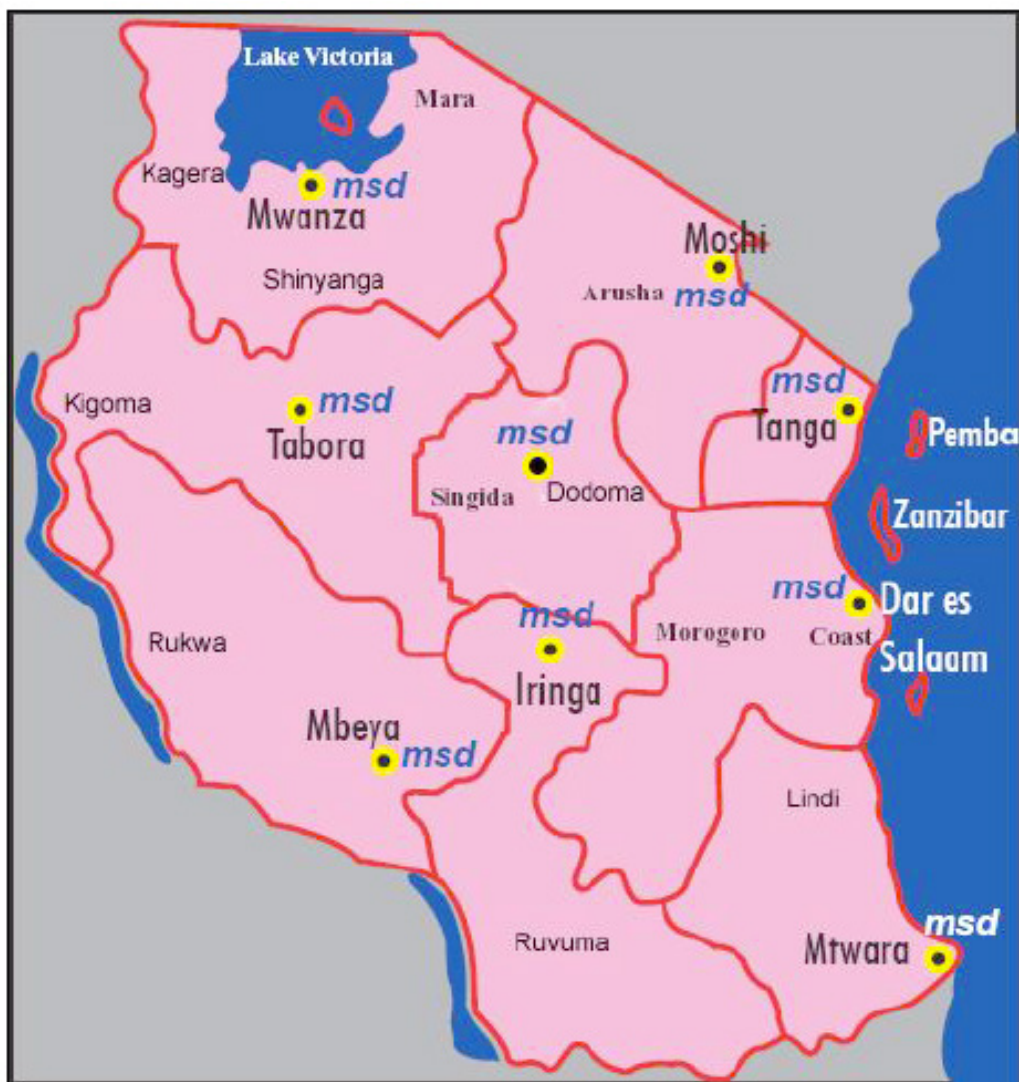 Lake Victoria
Mara
Kagera
msd
Mwanza
Shinyanga
Moshi
Arusha
msd
Kigoma
msd
Tabora
msd
Tanga
Pemba
msd
Singida
Dodoma
Zanzibar
msd
Dar es
Salaam
Coast
Morogoro
msd
Iringa
Rukwa
Mbeya
msd
Lindi
Ruvuma
msd
Mtwara